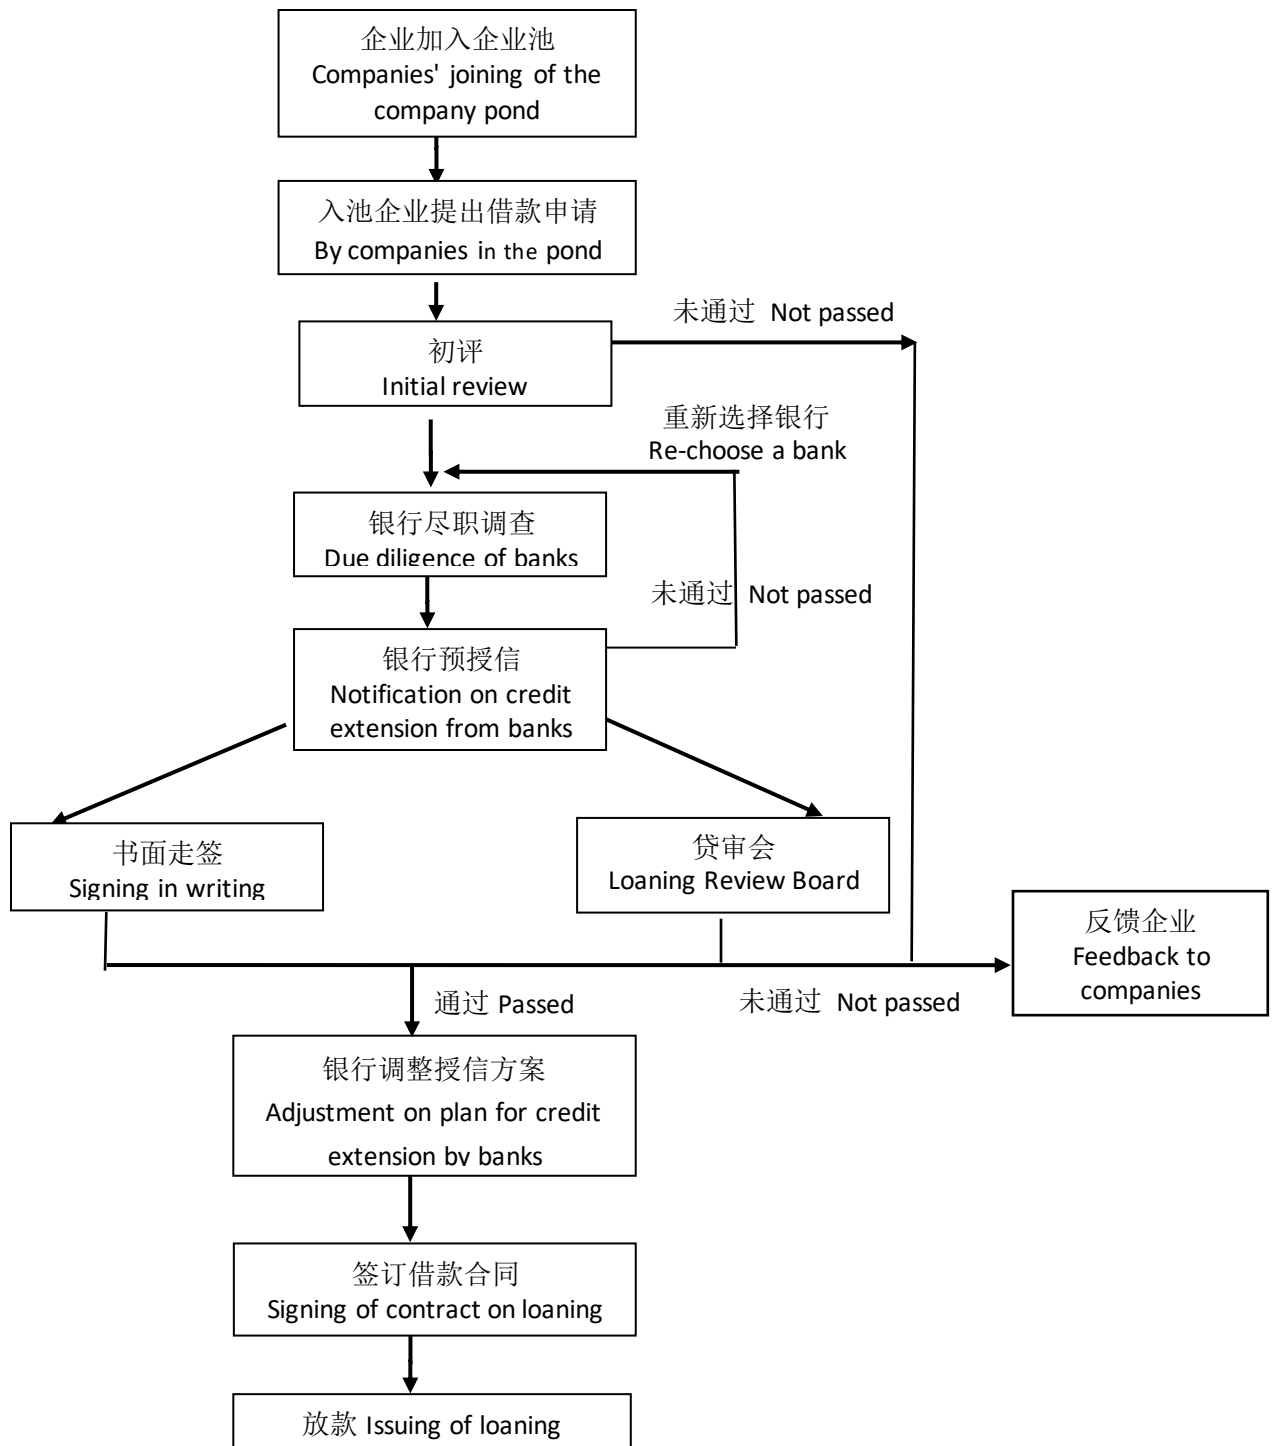 企业加入企业池
Companies' joining of the
company pond
入池企业提出借款申请
By companies in the pond
未通过 Not passed
初评
Initial review
重新选择银行
Re-choose a bank
银行尽职调查
Due diligence of banks
未通过 Not passed
银行预授信
Notification on credit
extension from banks
书面走签
Signing in writing
贷审会
Loaning Review Board
反馈企业
Feedback to
companies
通过 Passed
未通过 Not passed
银行调整授信方案
Adjustment on plan for credit
extension by banks
签订借款合同
Signing of contract on loaning
放款 Issuing of loaning